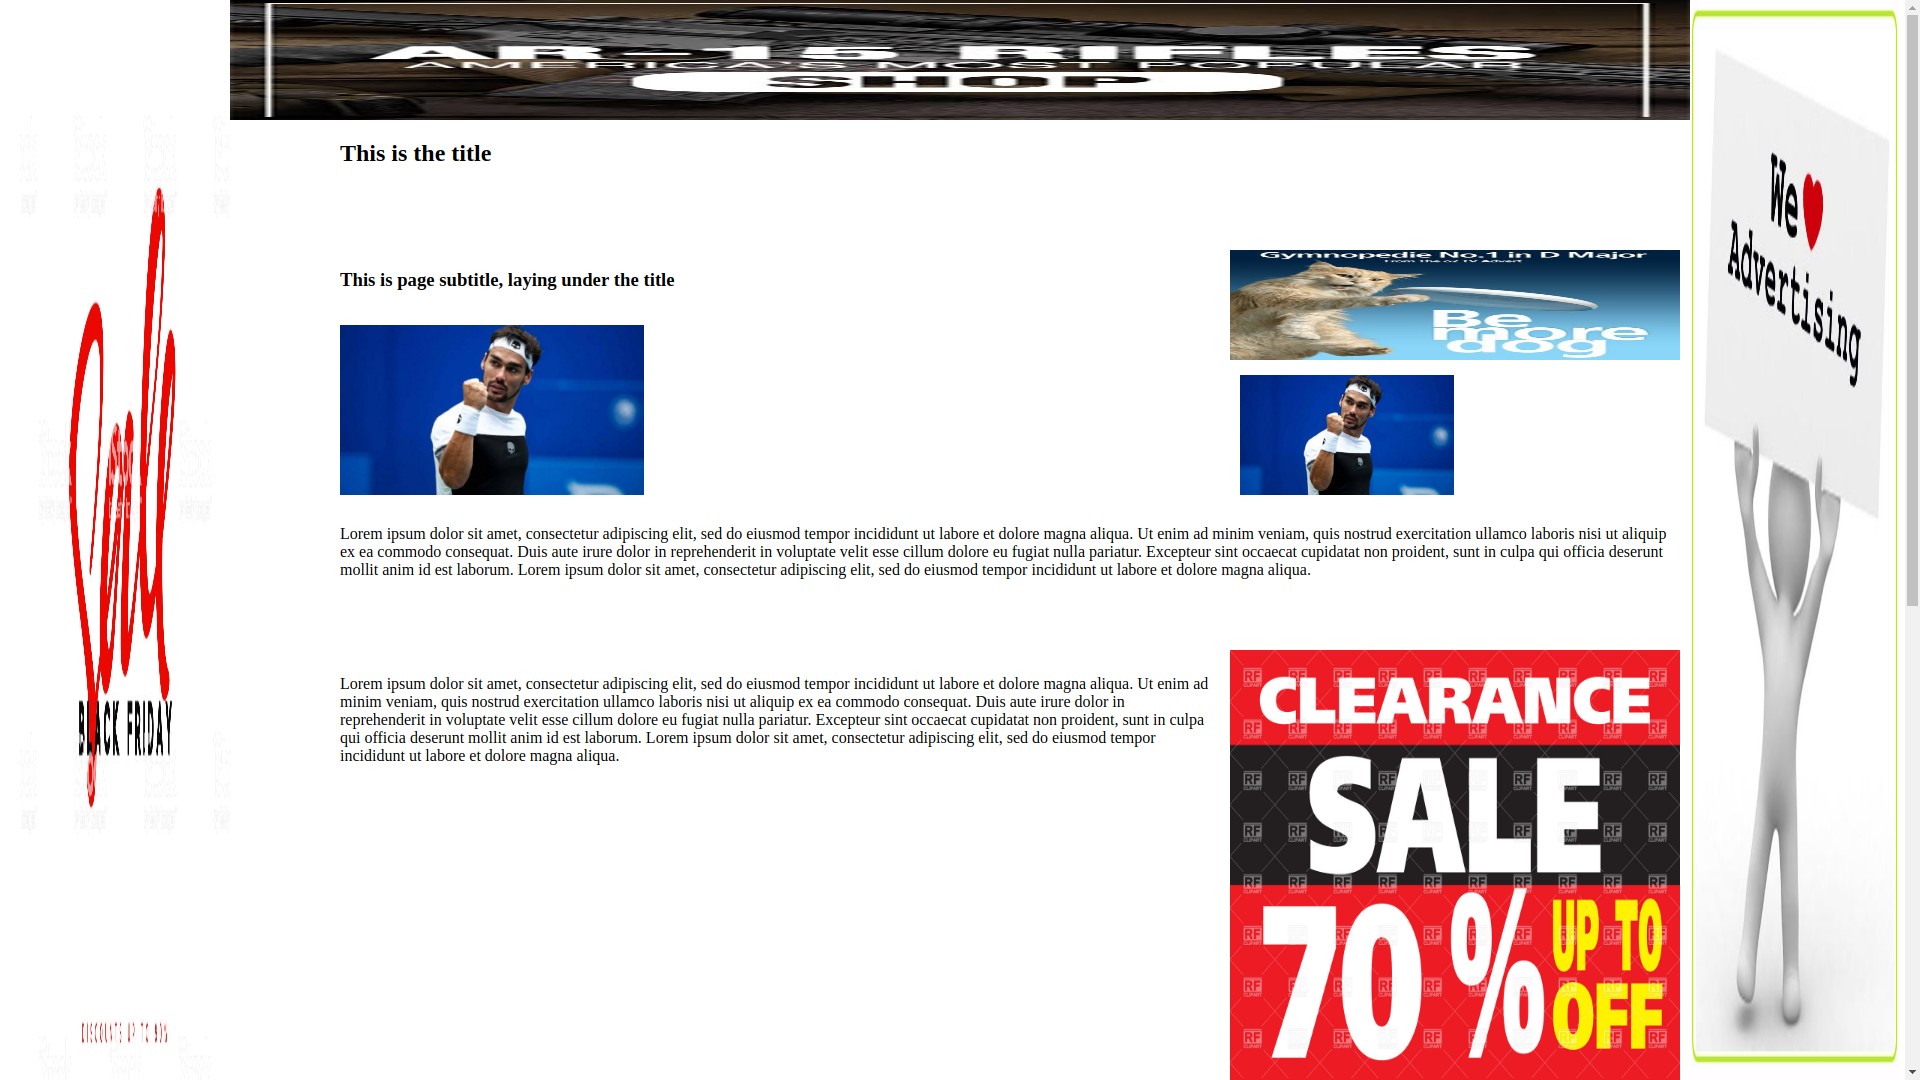 AR-15 RIFLES
AMERICA'S MOST POPULAR
SHOP
This is the title
This is page subtitle, laying under the title
Gymnopedie No.1 in D Major
From the o2 TV Advert
Be
more
dog
We
Advertising
Lorem ipsum dolor sit amet, consectetur adipiscing elit, sed do eiusmod tempor incididunt ut labore et dolore magna aliqua. Ut enim ad minim veniam, quis nostrud exercitation ullamco laboris nisi ut aliquip
ex ea commodo consequat. Duis aute irure dolor in reprehenderit in voluptate velit esse cillum dolore eu fugiat nulla pariatur. Excepteur sint occaecat cupidatat non proident, sunt in culpa qui officia deserunt
mollit anim id est laborum. Lorem ipsum dolor sit amet, consectetur adipiscing elit, sed do eiusmod tempor incididunt ut labore et dolore magna aliqua.
Lorem ipsum dolor sit amet, consectetur adipiscing elit, sed do eiusmod tempor incididunt ut labore et dolore magna aliqua. Ut enim ad
minim veniam, quis nostrud exercitation ullamco laboris nisi ut aliquip ex ea commodo consequat. Duis aute irure dolor in
reprehenderit in voluptate velit esse cillum dolore eu fugiat nulla pariatur. Excepteur sint occaecat cupidatat non proident, sunt in culpa
qui officia deserunt mollit anim id est laborum. Lorem ipsum dolor sit amet, consectetur adipiscing elit, sed do eiusmod tempor
incididunt ut labore et dolore magna aliqua.
BLACK FRIDAY
DISCOUNTS UP TO 90%
CLEARANCE
SALE
70% UP TO
OFF